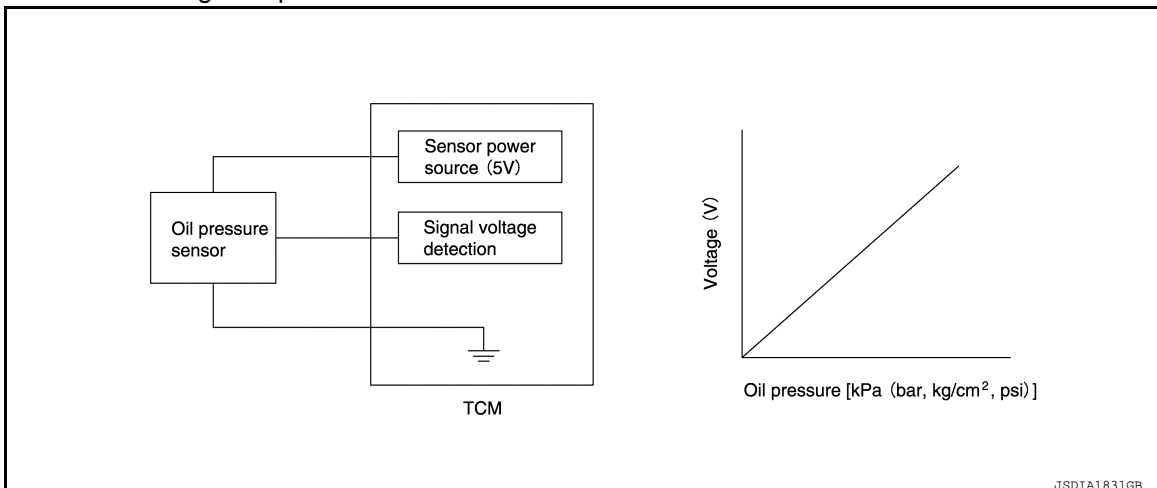 Sensor power
source (5V)
Oil pressure
sensor
Signal voltage
detection
TCM
Voltage (V)
Oil pressure [kPa (bar, kg/cm², psi)]
JSDIA1831GB